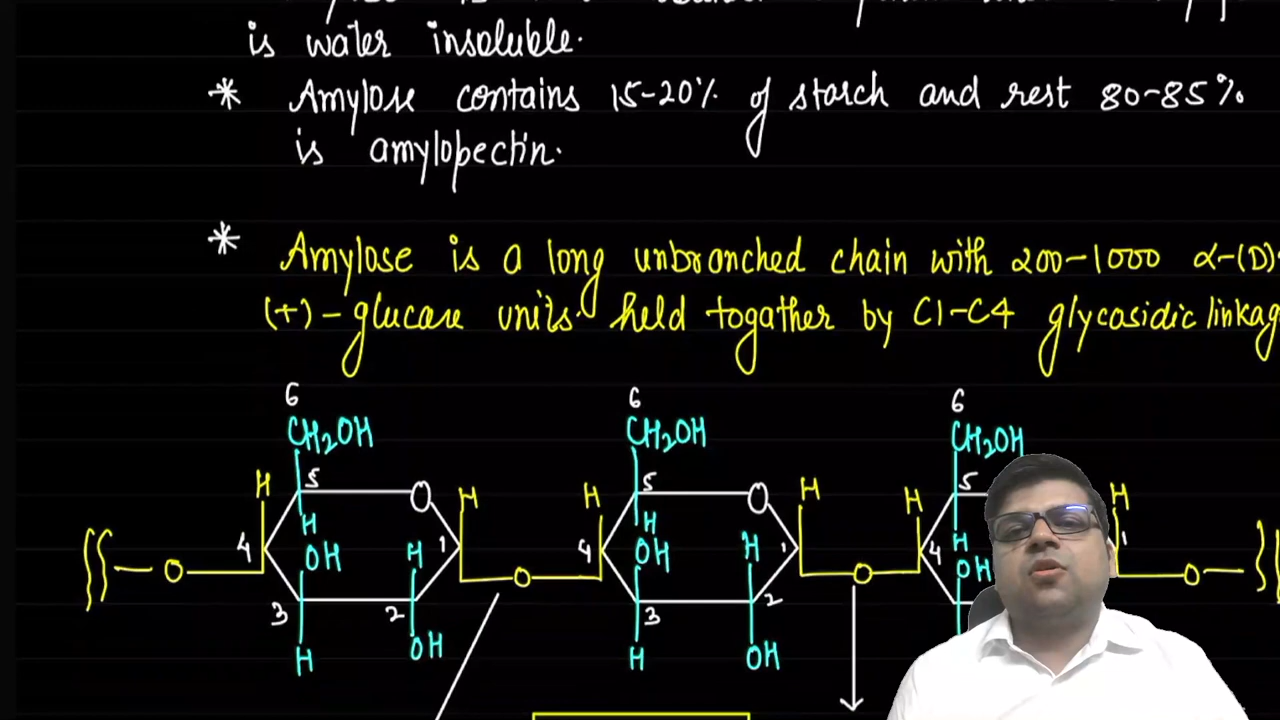 is water insoluble.
* Amylose contains 15-20% of starch and rest 80-85%
is amylopectin.
* Amylose is a long unbranched chain with 200-1000 α-(D)-
(+)-glucase units. held togather by C1-C4 glycosidic linkag
6 6 6
CH₂OH CH₂OH CH₂OH
H 5 O H H 5 O H H 5 H
H H H
4 OH H 1 4 OH H 1 4 OH 1
O O O O
3 2 3 2
H OH H OH